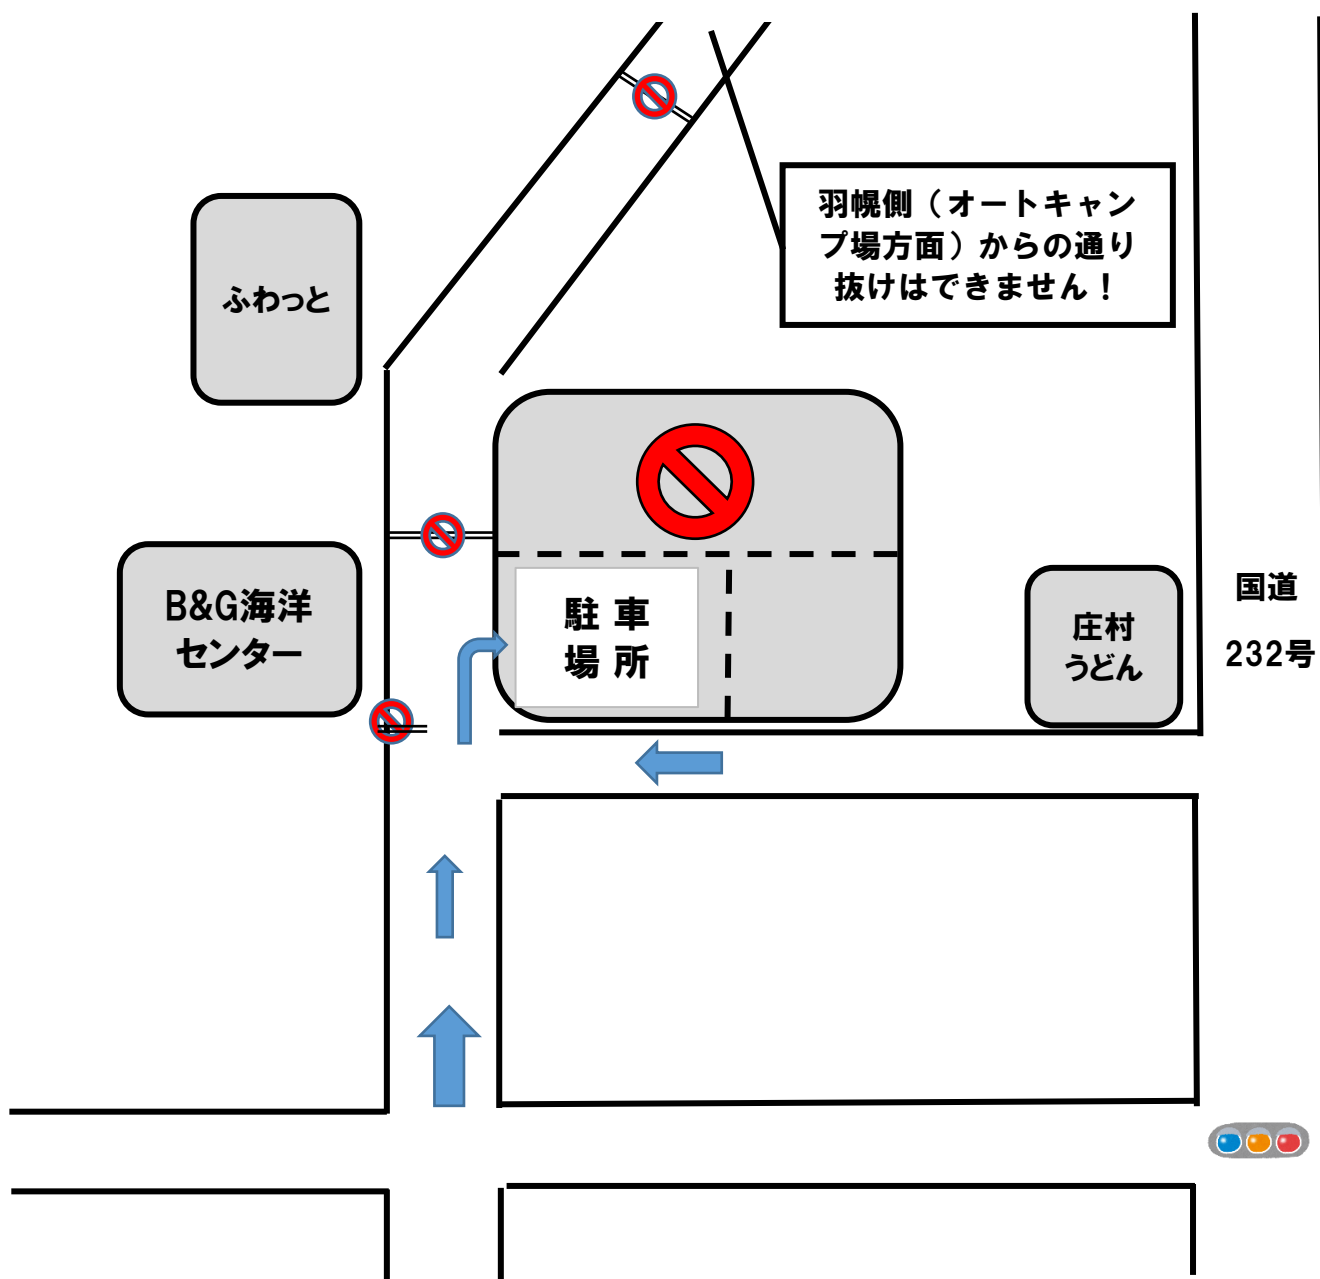 羽幌側（オートキャン
プ場方面）からの通り
抜けはできません！
ふわっと
B&G海洋
センター
駐車
場所
庄村
うどん
国道
232号